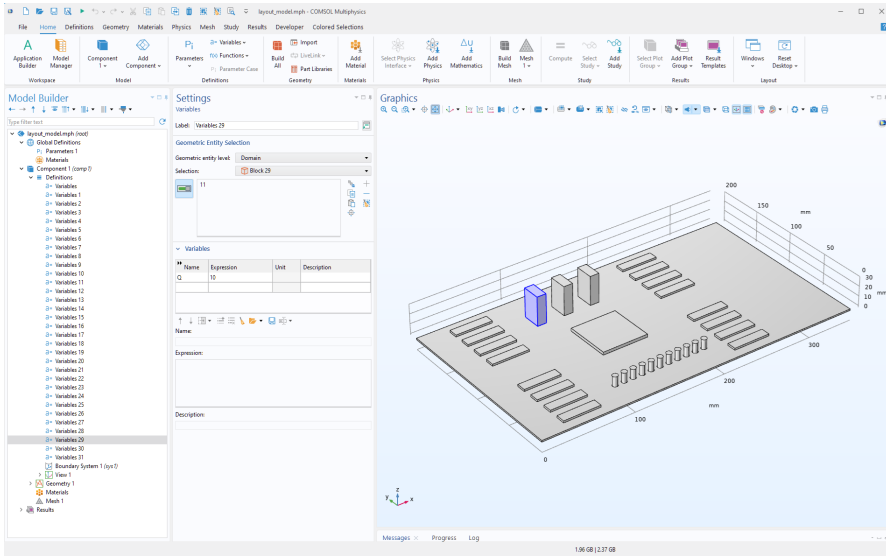 layout_model.mph - COMSOL Multiphysics
File Home Definitions Geometry Materials Physics Mesh Study Results Developer Colored Selections
Application Builder
Model Manager
Workspace
Component 1
Add Component
Model
Parameters
Variables
Functions
Parameter Case
Definitions
Build All
Import
LiveLink
Part Libraries
Geometry
Add Material
Materials
Select Physics Interface
Add Physics
Add Mathematics
Physics
Build Mesh
Mesh 1
Mesh
Compute
Select Study
Add Study
Study
Select Plot Group
Add Plot Group
Result Templates
Results
Windows
Reset Desktop
Layout
Model Builder
Type filter text
layout_model.mph (root)
Global Definitions
Parameters 1
Materials
Component 1 (comp1)
Definitions
Variables
Variables 1
Variables 2
Variables 3
Variables 4
Variables 5
Variables 6
Variables 7
Variables 8
Variables 9
Variables 10
Variables 11
Variables 12
Variables 13
Variables 14
Variables 15
Variables 16
Variables 17
Variables 18
Variables 19
Variables 20
Variables 21
Variables 22
Variables 23
Variables 24
Variables 25
Variables 26
Variables 27
Variables 28
Variables 29
Variables 30
Variables 31
Boundary System 1 (sys1)
View 1
Geometry 1
Materials
Mesh 1
Results
Settings
Variables
Label: Variables 29
Geometric Entity Selection
Geometric entity level: Domain
Selection: Block 29
11
Variables
Name Expression Unit Description
Q 10
Name:
Expression:
Description:
Graphics
200
150
mm
100
50
0
30
20
10
0
mm
300
200
mm
100
0
z
y
x
Messages Progress Log
1.96 GB | 2.37 GB